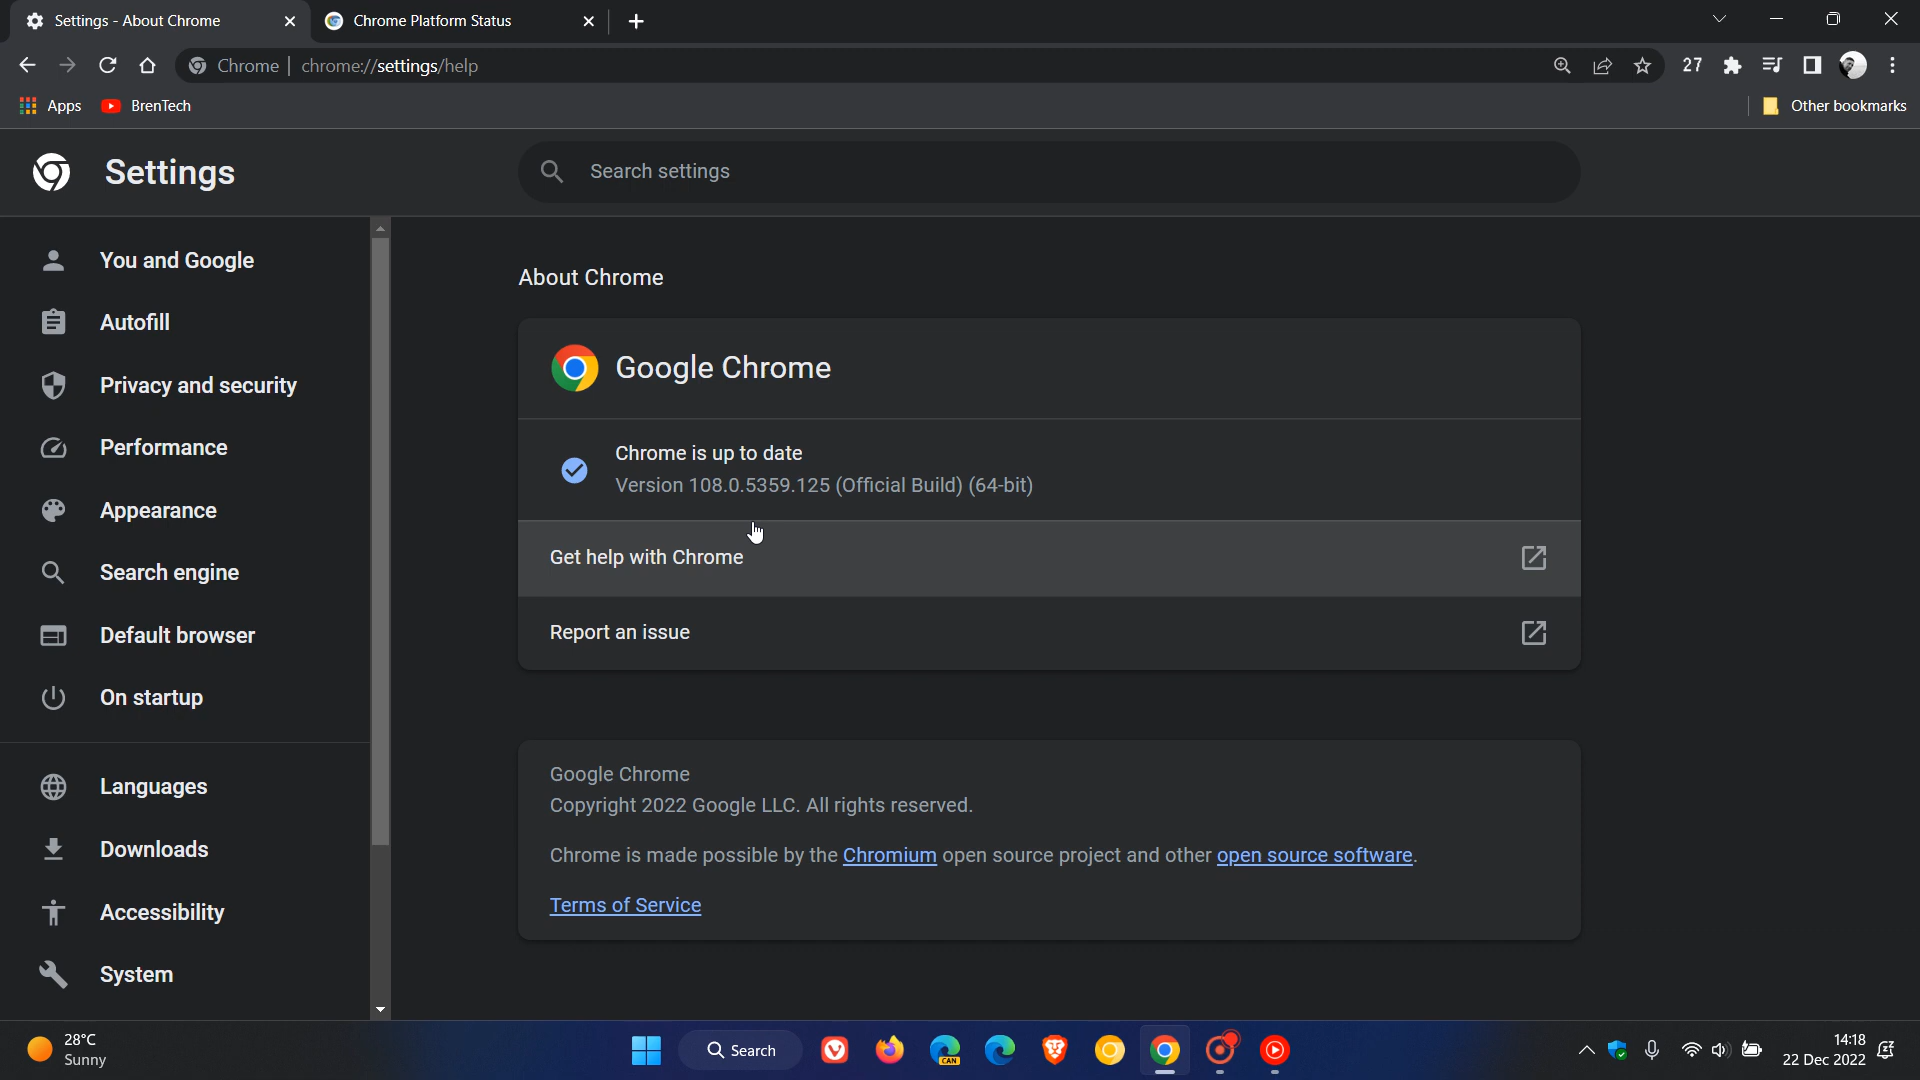 Settings - About Chrome
Chrome Platform Status
Chrome | chrome://settings/help
27
Apps
BrenTech
Other bookmarks
Settings
Search settings
You and Google
Autofill
Privacy and security
Performance
Appearance
Search engine
Default browser
On startup
Languages
Downloads
Accessibility
System
About Chrome
Google Chrome
Chrome is up to date
Version 108.0.5359.125 (Official Build) (64-bit)
Get help with Chrome
Report an issue
Google Chrome
Copyright 2022 Google LLC. All rights reserved.
Chrome is made possible by the Chromium open source project and other open source software.
Terms of Service
28°C
Sunny
Search
CAN
14:18
22 Dec 2022